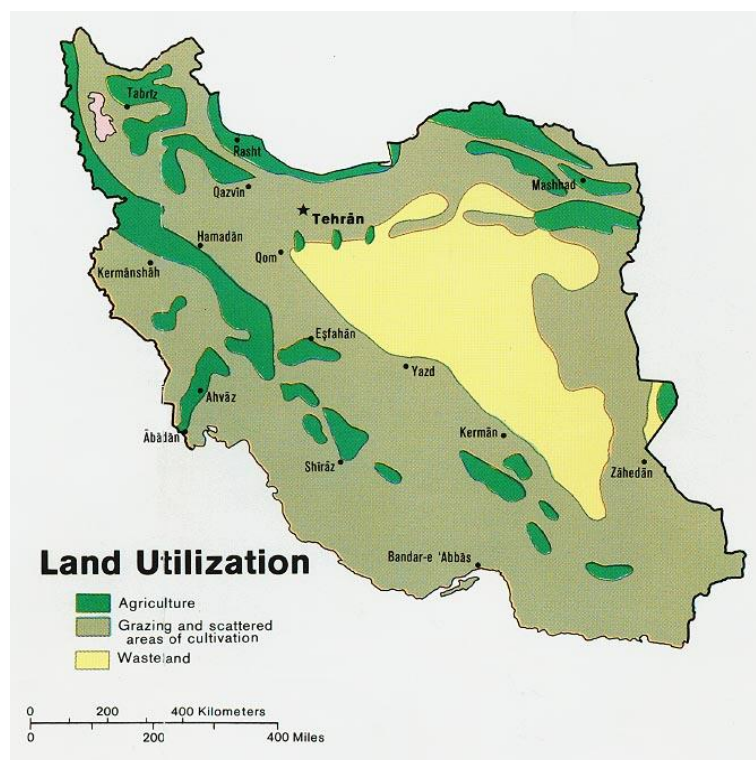 Tabrīz
Rasht
Qazvīn
Mashhad
Tehrān
Hamadān
Qom
Kermānshāh
Eşfahān
Yazd
Ahvāz
Ābādān
Kermān
Shīrāz
Zāhedān
Bandar-e 'Abbās
Land Utilization
Agriculture
Grazing and scattered
areas of cultivation
Wasteland
0 200 400 Kilometers
0 200 400 Miles